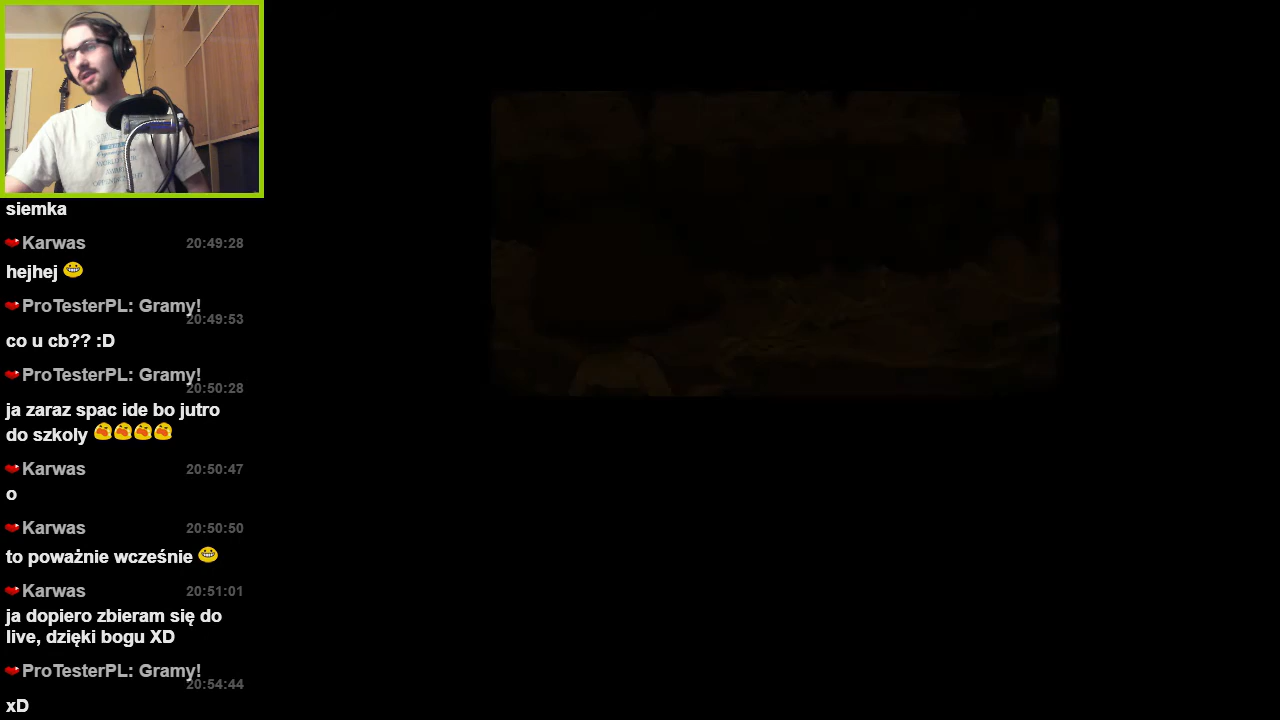 siemka
Karwas 20:49:28
hejhej
ProTesterPL: Gramy!
20:49:53
co u cb?? :D
ProTesterPL: Gramy!
20:50:28
ja zaraz spac ide bo jutro
do szkoly
Karwas 20:50:47
o
Karwas 20:50:50
to poważnie wcześnie
Karwas 20:51:01
ja dopiero zbieram się do
live, dzięki bogu XD
ProTesterPL: Gramy!
20:54:44
xD